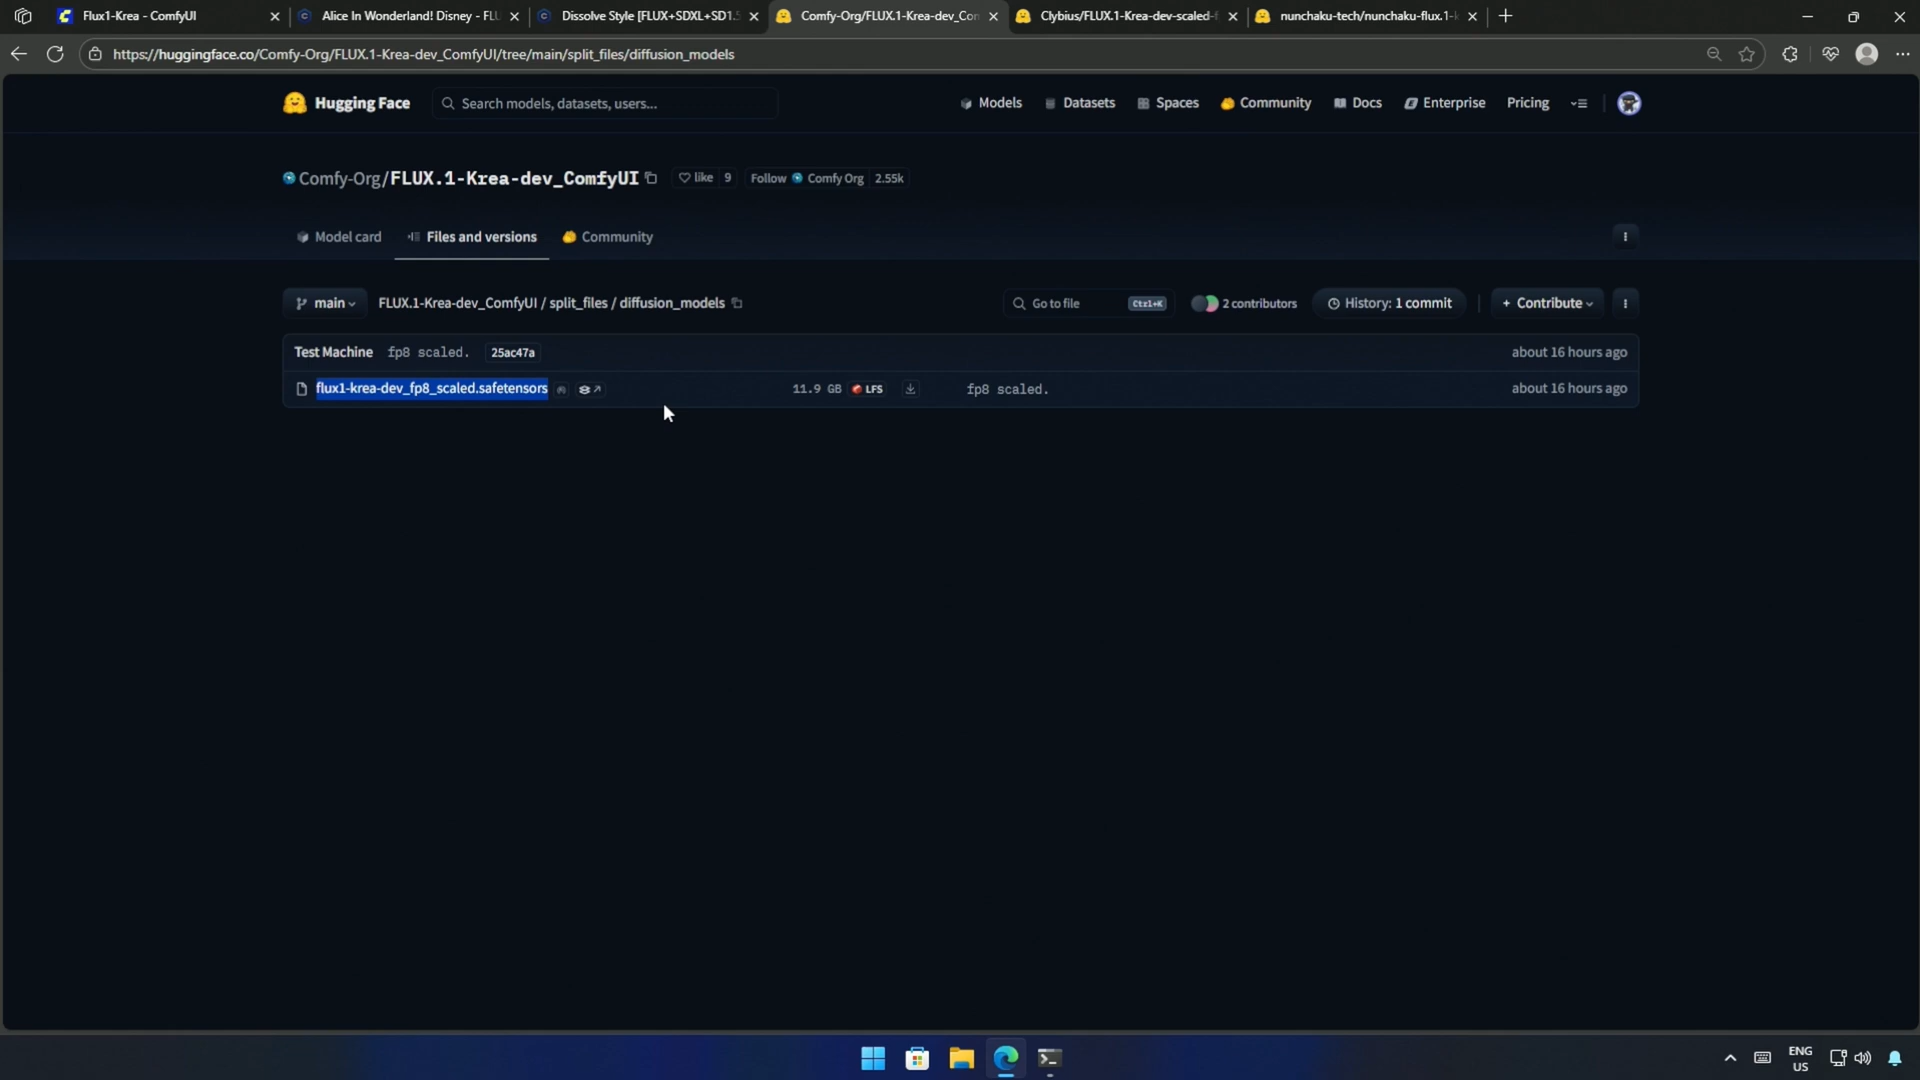 Flux1-Krea - ComfyUI
Alice In Wonderland! Disney - FLU
Dissolve Style [FLUX+SDXL+SD1.5
Comfy-Org/FLUX.1-Krea-dev_Con
Clybius/FLUX.1-Krea-dev-scaled-f
nunchaku-tech/nunchaku-flux.1-k
https://huggingface.co/Comfy-Org/FLUX.1-Krea-dev_ComfyUI/tree/main/split_files/diffusion_models
Hugging Face
Search models, datasets, users...
Models
Datasets
Spaces
Community
Docs
Enterprise
Pricing
Comfy-Org/FLUX.1-Krea-dev_ComfyUI
like 9
Follow Comfy Org 2.55k
Model card
Files and versions
Community
main
FLUX.1-Krea-dev_ComfyUI / split_files / diffusion_models
Go to file
Ctrl+K
2 contributors
History: 1 commit
+ Contribute
Test Machine fp8 scaled. 25ac47a about 16 hours ago
flux1-krea-dev_fp8_scaled.safetensors 11.9 GB LFS fp8 scaled. about 16 hours ago
ENG
US